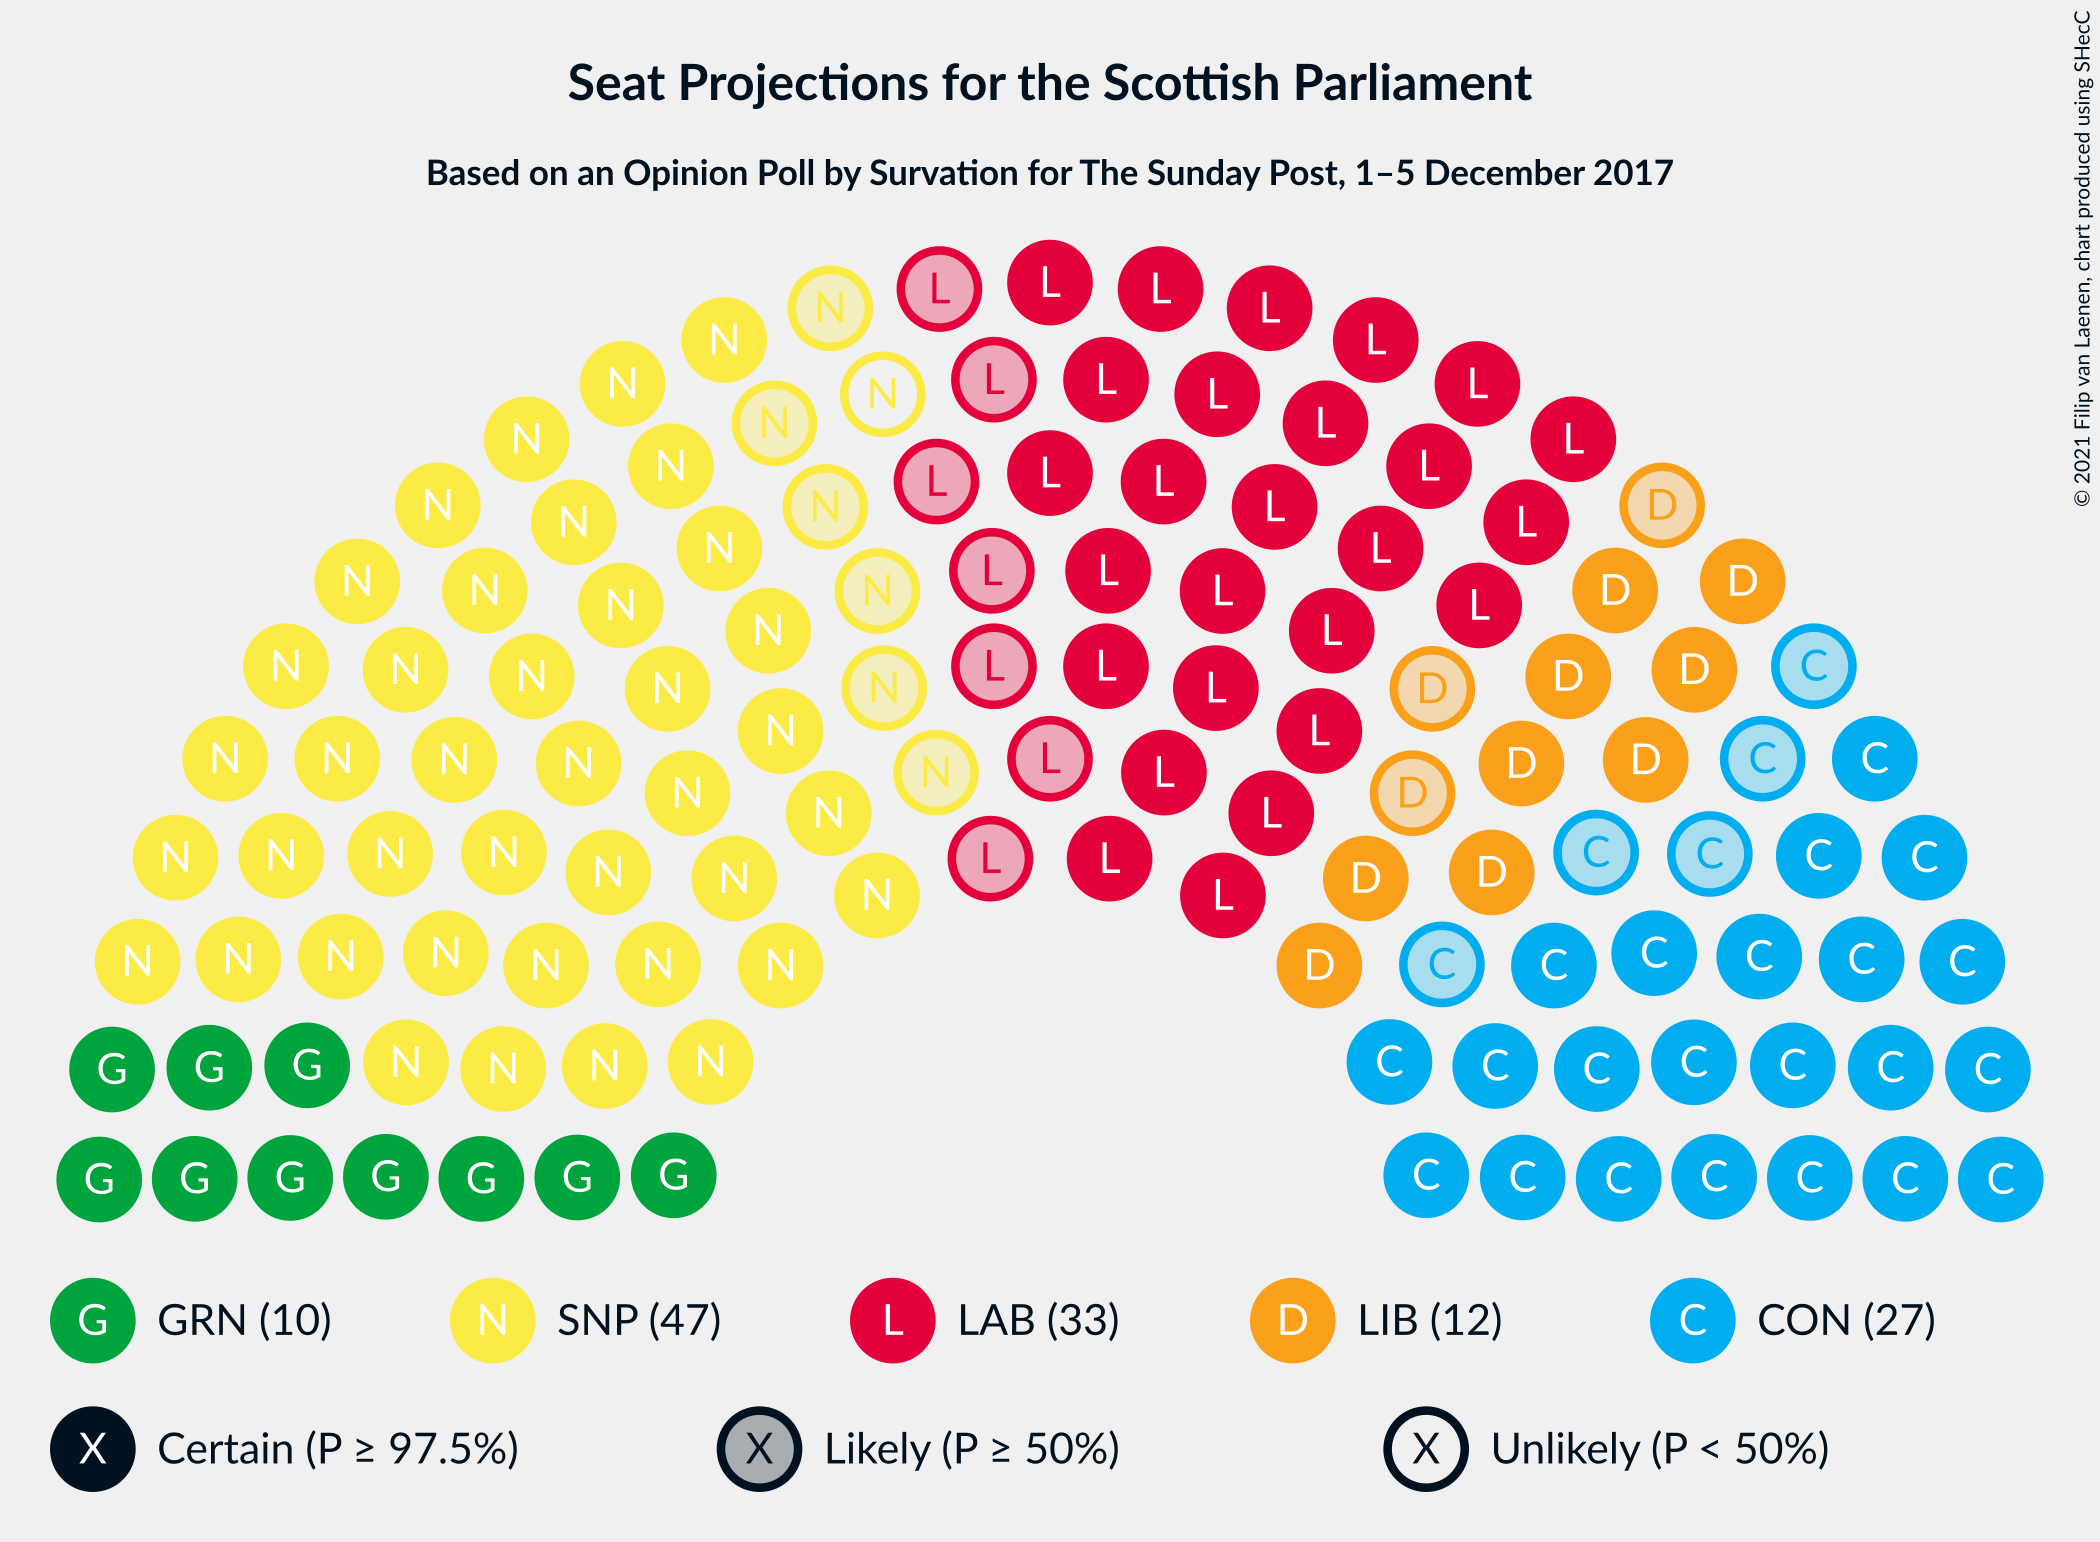 Seat Projections for the Scottish Parliament
Based on an Opinion Poll by Survation for The Sunday Post, 1–5 December 2017
© 2021 Filip van Laenen, chart produced using SHecC
L L L L L
N N
N L L L L
N N N L L L L
N N N L L L L L
N N N L L L L D
N N N N L L L L D D
N N N N L L L L D D D C
N N N N N L L L D D D C C
N N N N N N L L L D D C C C C
N N N N N N N N L D D C C C C C C
N N N N N N N D C C C C C C
G G G N N N N C C C C C C C
G G G G G G G C C C C C C C
G GRN (10) N SNP (47) L LAB (33) D LIB (12) C CON (27)
X Certain (P ≥ 97.5%) X Likely (P ≥ 50%) X Unlikely (P < 50%)